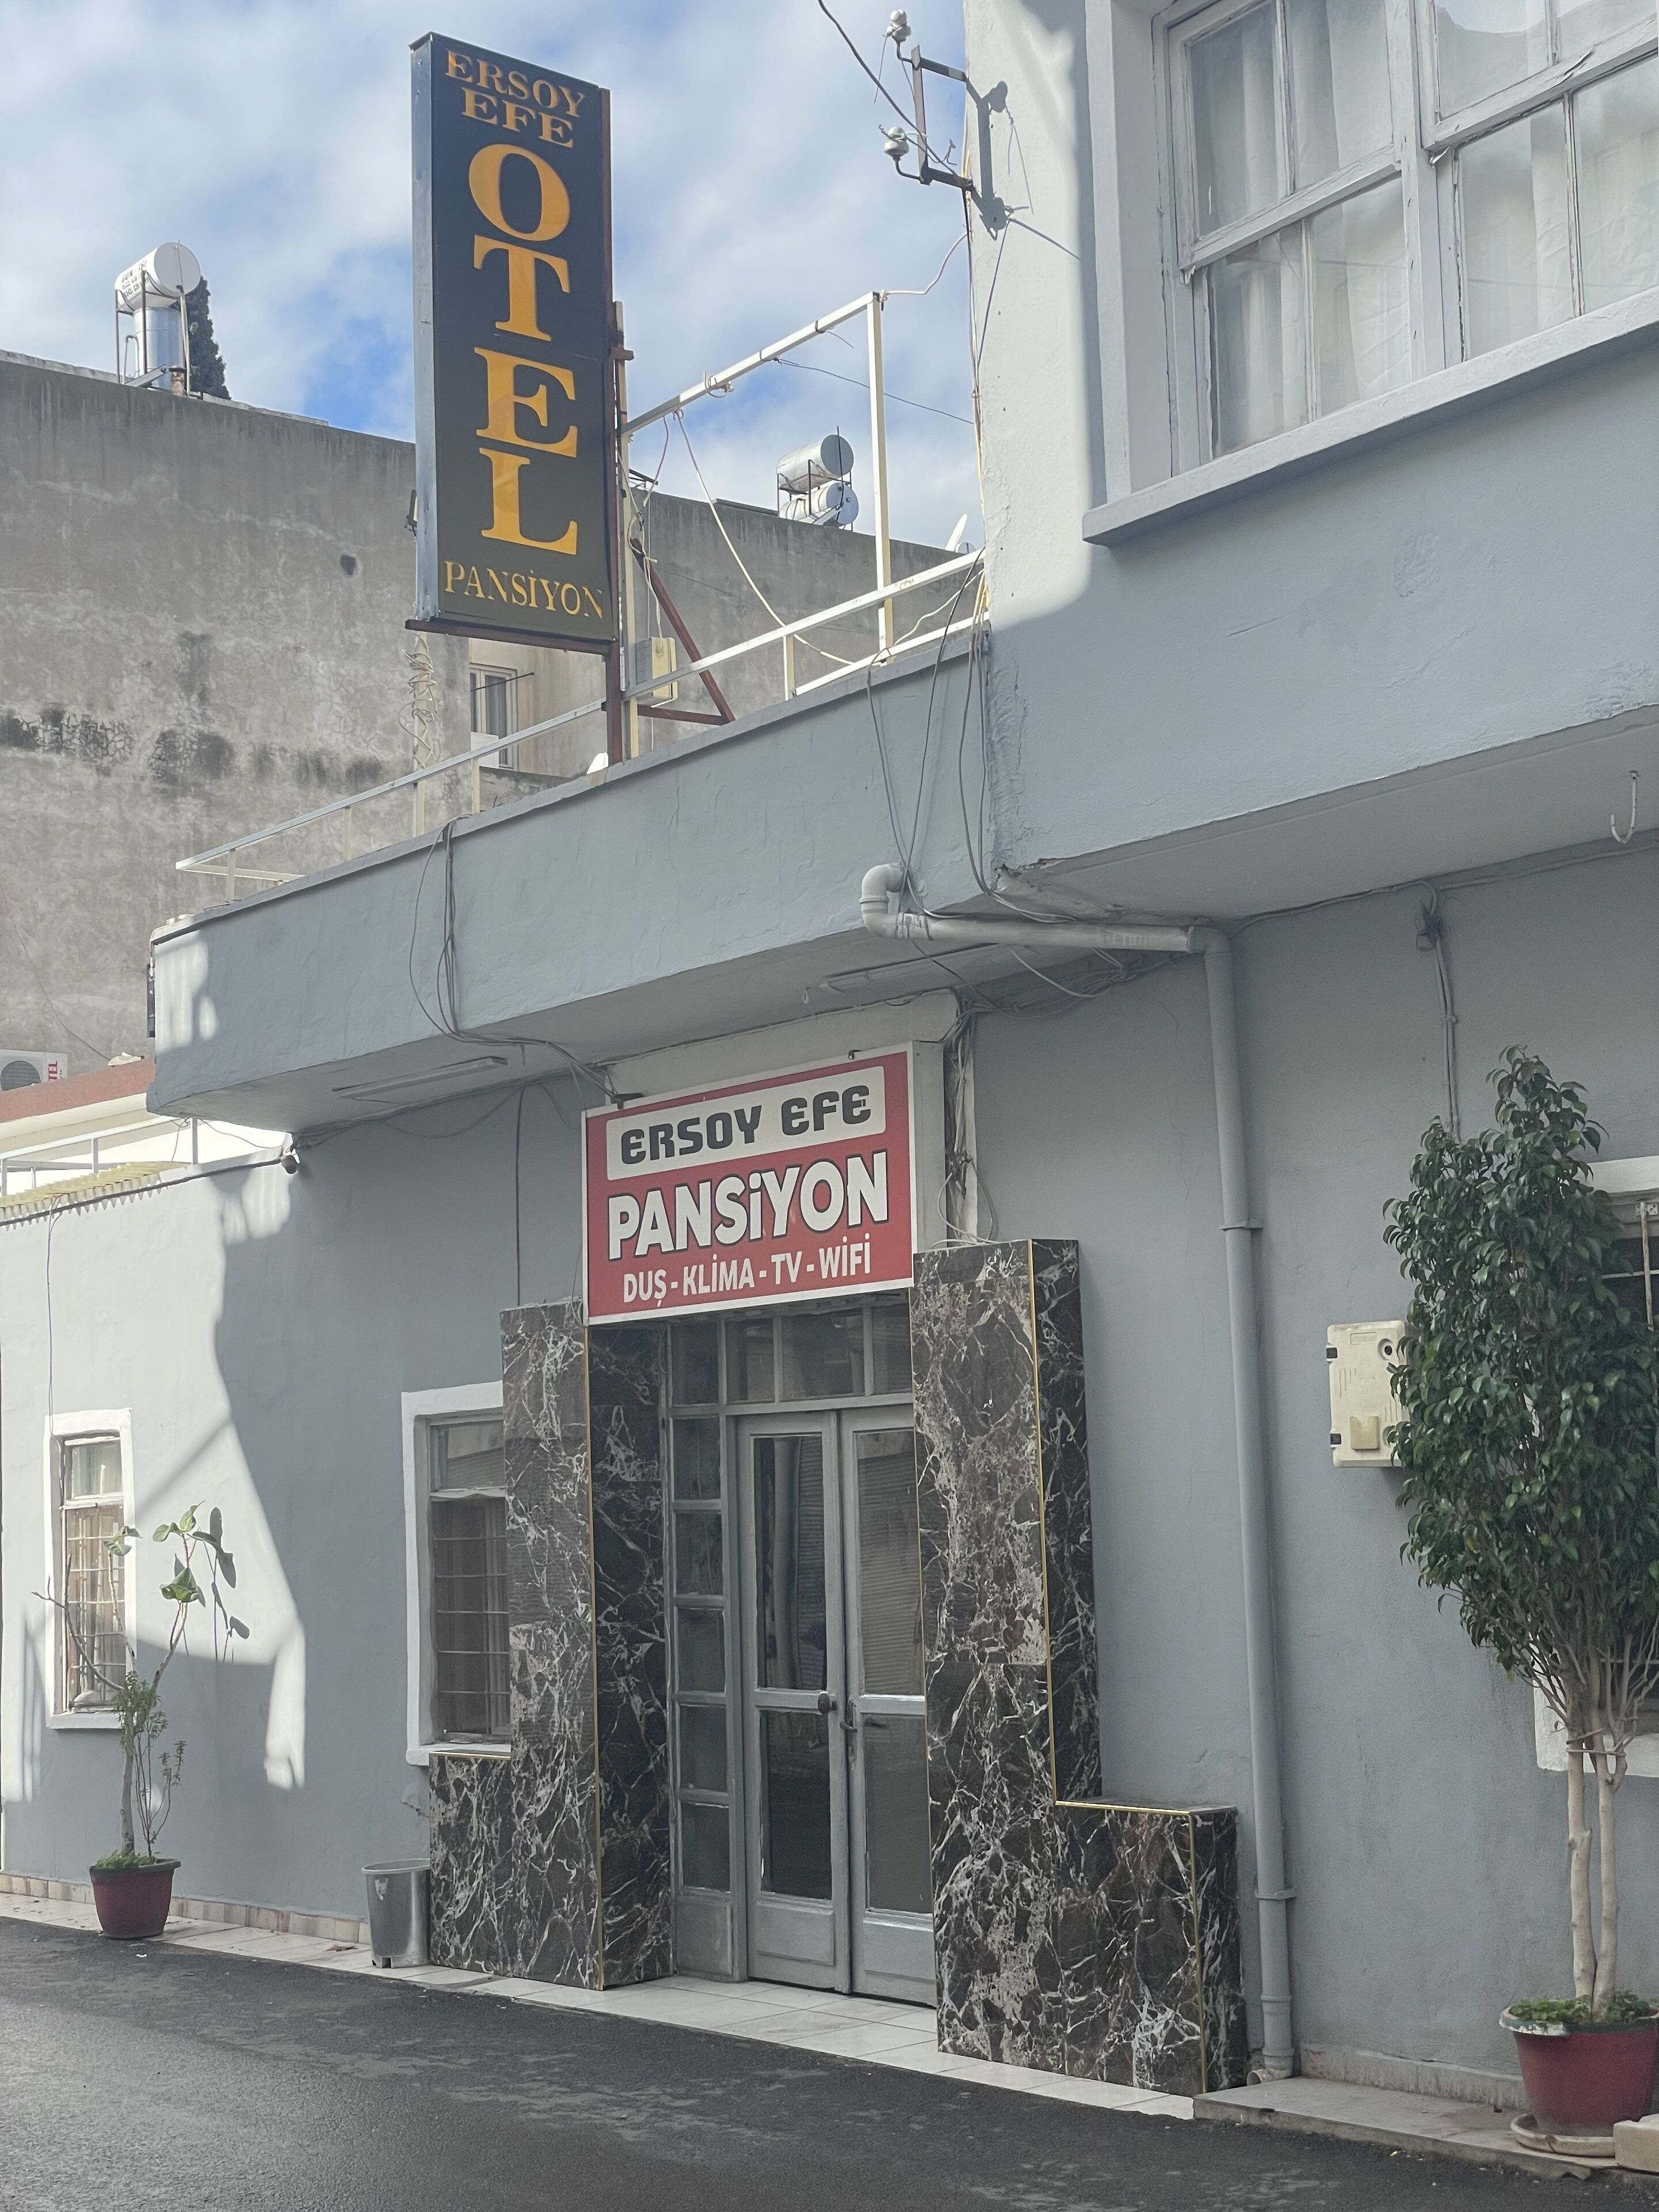 ERSOY
EFE
OTEL
PANSİYON
ERSOY EFE
PANSİYON
DUŞ - KLİMA - TV - WİFİ